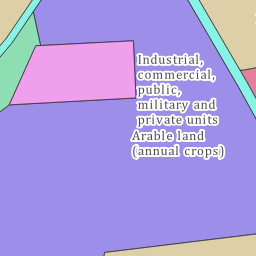 Industrial,
commercial,
public,
military and
private units
Arable land
(annual crops)